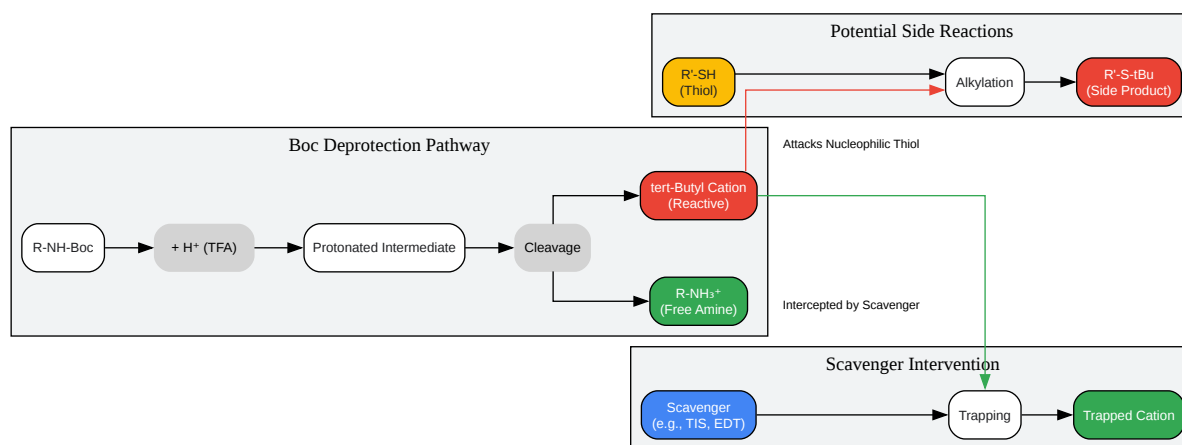 Potential Side Reactions
R'-SH
(Thiol)
Alkylation
R'-S-tBu
(Side Product)
Attacks Nucleophilic Thiol
Boc Deprotection Pathway
tert-Butyl Cation
(Reactive)
R-NH-Boc
+ H⁺ (TFA)
Protonated Intermediate
Cleavage
R-NH₃⁺
(Free Amine)
Intercepted by Scavenger
Scavenger Intervention
Scavenger
(e.g., TIS, EDT)
Trapping
Trapped Cation